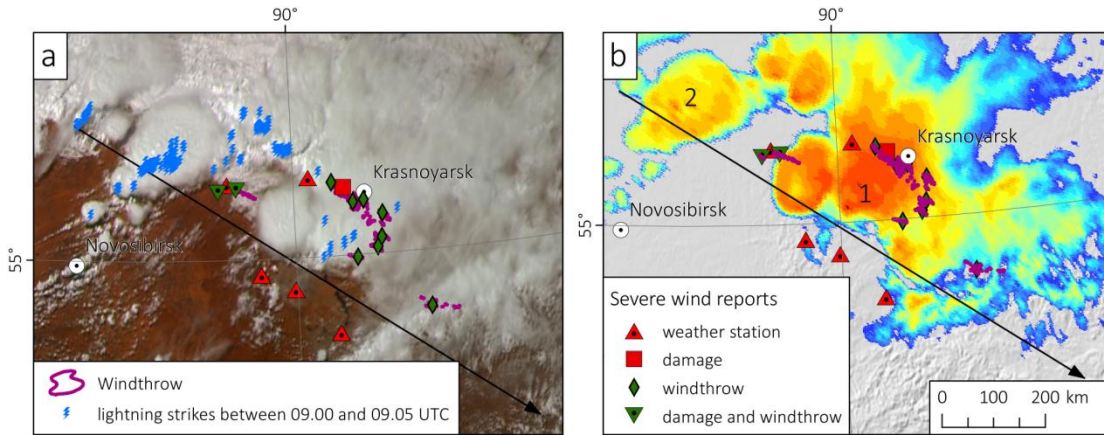 90°
a
Krasnoyarsk
Novosibirsk
55°
Windthrow
lightning strikes between 09.00 and 09.05 UTC
90°
b
2
Krasnoyarsk
1
Novosibirsk
55°
Severe wind reports
weather station
damage
windthrow
damage and windthrow
0 100 200 km